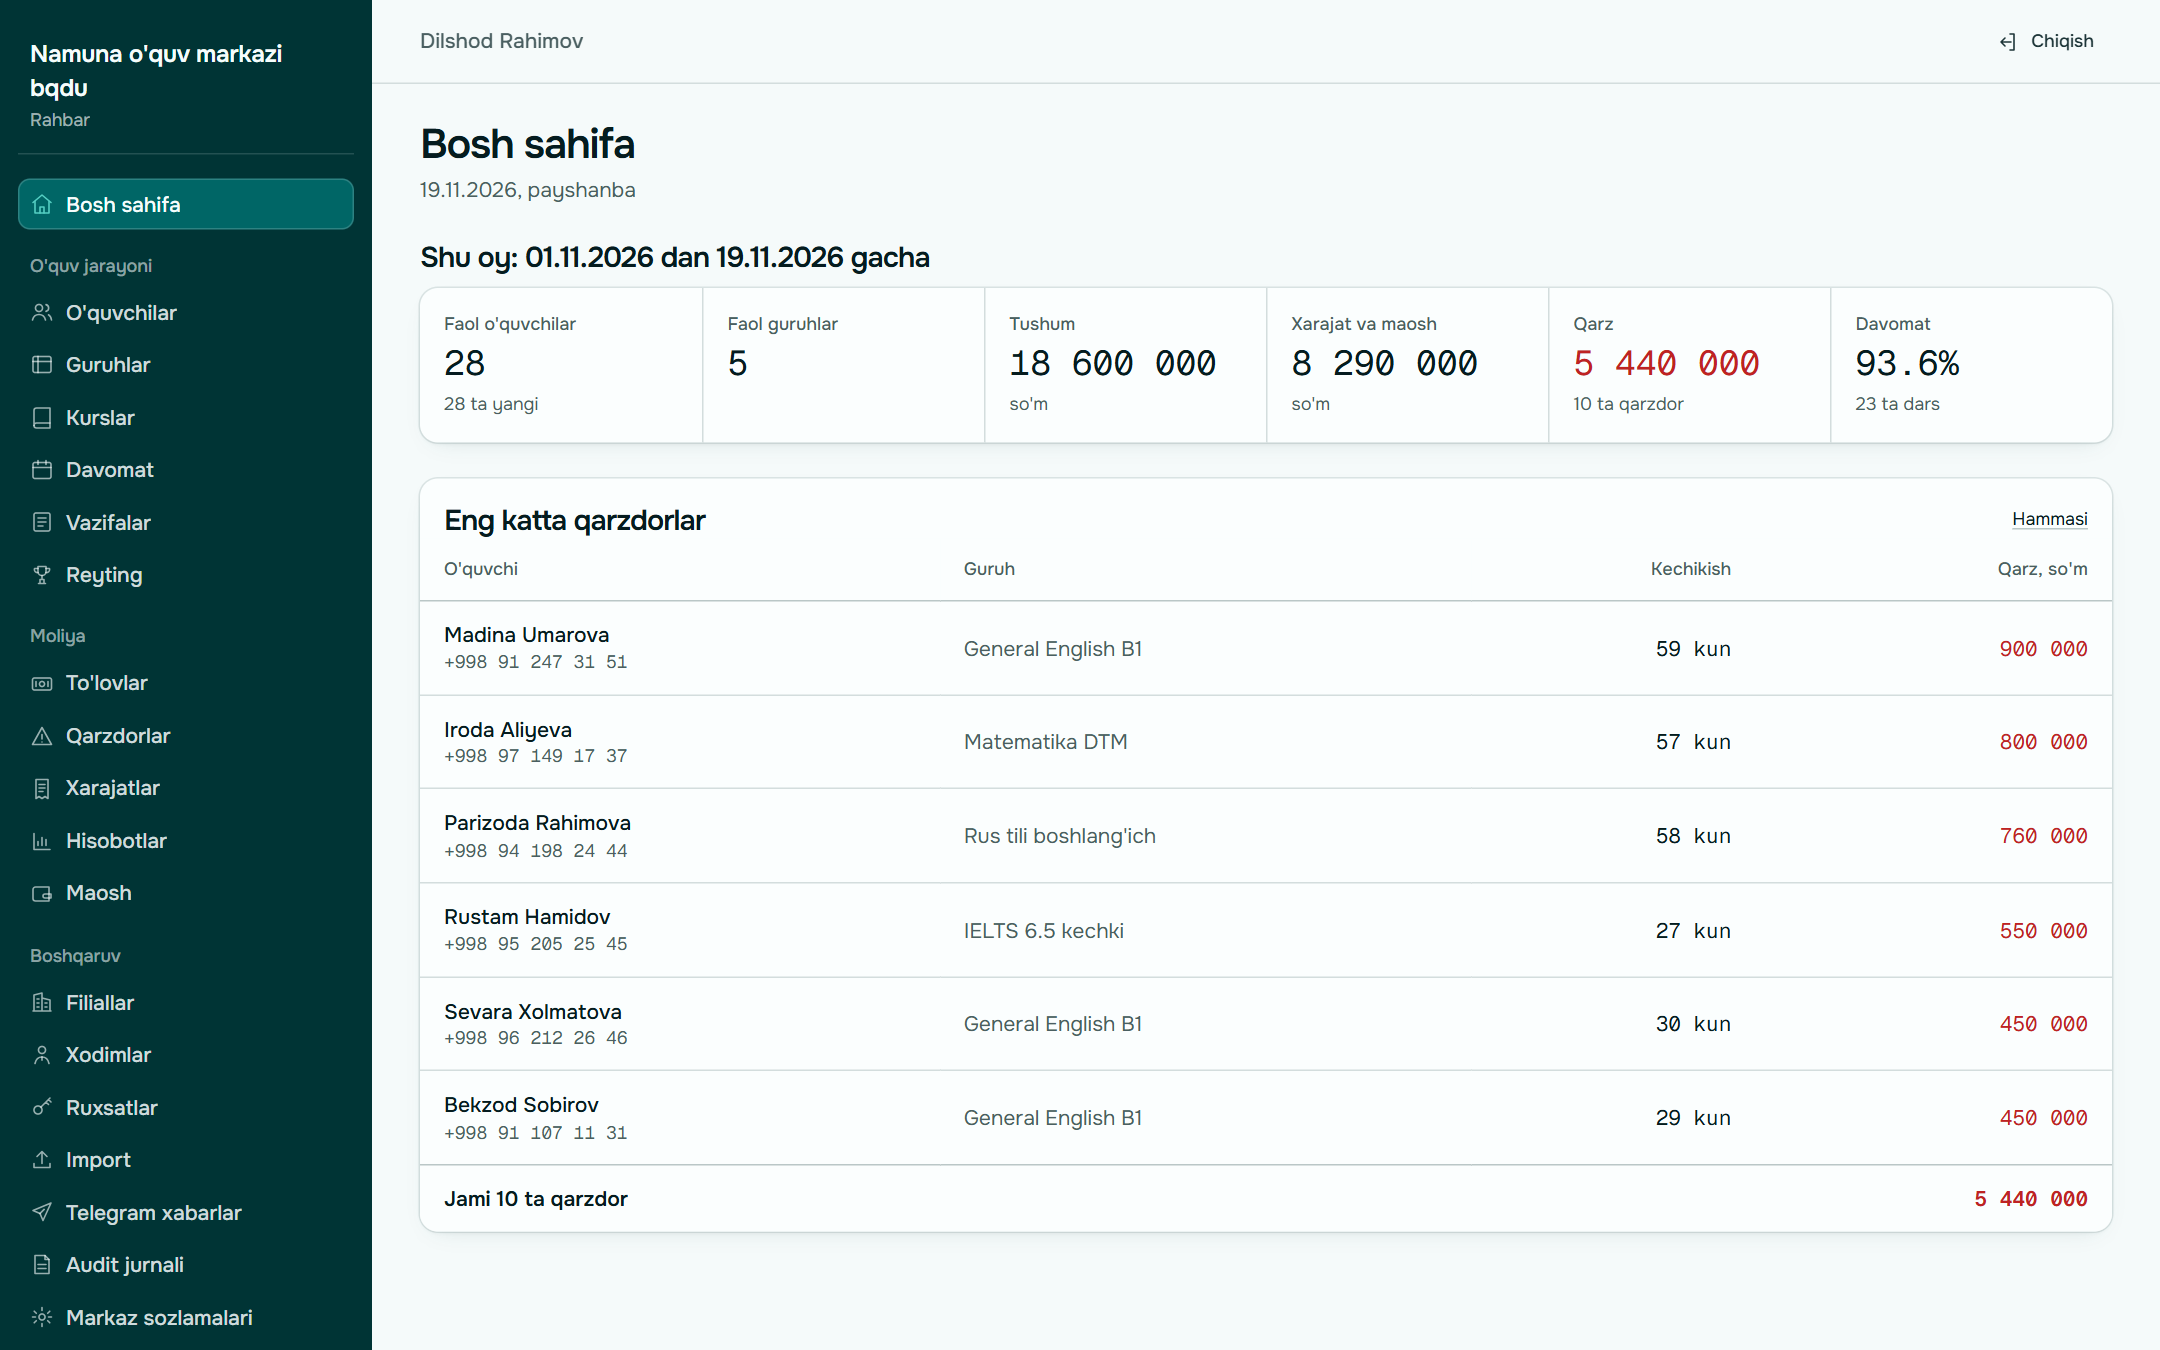 Namuna o'quv markazi
bqdu
Rahbar
Bosh sahifa
O'quv jarayoni
O'quvchilar
Guruhlar
Kurslar
Davomat
Vazifalar
Reyting
Moliya
To'lovlar
Qarzdorlar
Xarajatlar
Hisobotlar
Maosh
Boshqaruv
Filiallar
Xodimlar
Ruxsatlar
Import
Telegram xabarlar
Audit jurnali
Markaz sozlamalari
Dilshod Rahimov
Chiqish
Bosh sahifa
19.11.2026, payshanba
Shu oy: 01.11.2026 dan 19.11.2026 gacha
Faol o'quvchilar
28
28 ta yangi
Faol guruhlar
5
Tushum
18 600 000
so'm
Xarajat va maosh
8 290 000
so'm
Qarz
5 440 000
10 ta qarzdor
Davomat
93.6%
23 ta dars
Eng katta qarzdorlar
Hammasi
O'quvchi Guruh Kechikish Qarz, so'm
Madina Umarova
+998 91 247 31 51
General English B1 59 kun 900 000
Iroda Aliyeva
+998 97 149 17 37
Matematika DTM 57 kun 800 000
Parizoda Rahimova
+998 94 198 24 44
Rus tili boshlang'ich 58 kun 760 000
Rustam Hamidov
+998 95 205 25 45
IELTS 6.5 kechki 27 kun 550 000
Sevara Xolmatova
+998 96 212 26 46
General English B1 30 kun 450 000
Bekzod Sobirov
+998 91 107 11 31
General English B1 29 kun 450 000
Jami 10 ta qarzdor 5 440 000